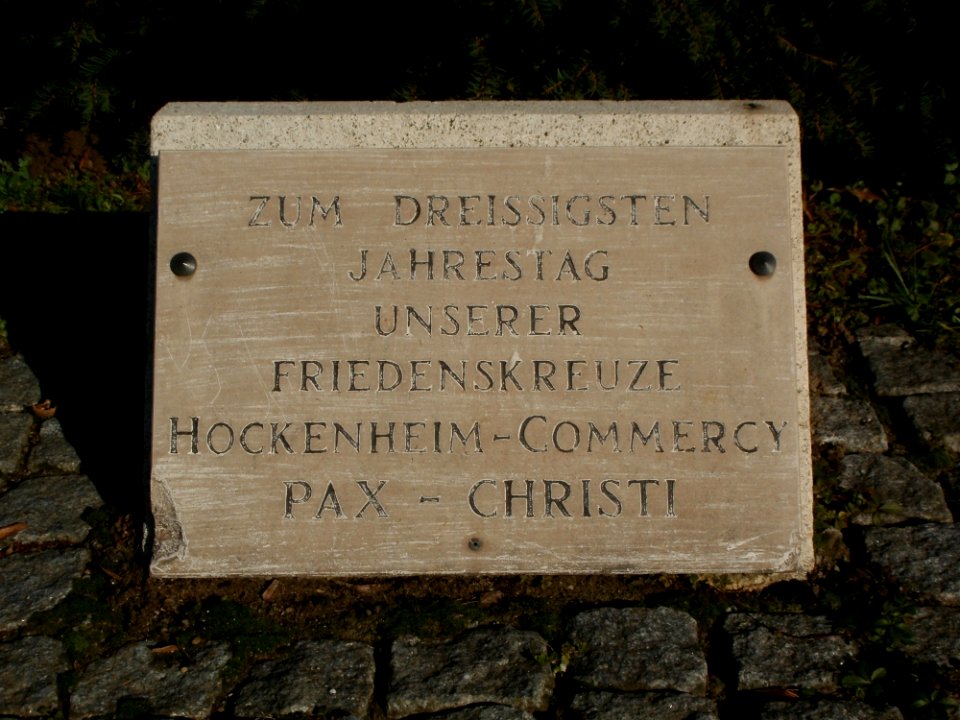 ZUM DREISSIGSTEN
JAHRESTAG
UNSERER
FRIEDENSKREUZE
HOCKENHEIM-COMMERCY
PAX - CHRISTI